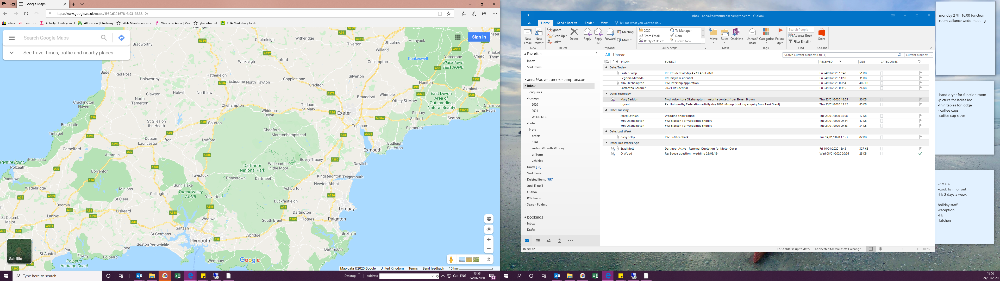 Google Maps
https://www.google.co.uk/maps/@50.6221678,-3.9313838,10z
ebay
heart fm
Activity Holidays in D
Allocation | Okehamp
Web Maintenance Cc
Welcome Anna | Moc
yha intrantet
YHA Marketing Toolk
Search Google Maps
Sign in
See travel times, traffic and nearby places
Bradworthy
Chulmleigh
Witheridge
Tiverton
Uffculme
Hemyock
Willand
Winkleigh
Lapford
Cullompton
Dunkeswell
Yarcombe
Chard
Blackdown
Hills AONB
Bude
Red Post
Holsworthy
Hatherleigh
Exbourne
North Tawton
Copplestone
Crediton
Silverton
Honiton
Axminster
Clawton
Halwill
Northlew
Broadclyst
Whimple
Ottery St Mary
East Devon
Area of
Outstanding
Natural Beauty
Crackington
Haven
North
Tamerton
Okehampton
Tedburn
St Mary
Exeter
Whiddon
Down
Sidbury
Sidford
Seaton
Lyme Regis
Charmou
Boscastle
St Giles on
the Heath
Sourton
Chagford
Moretonhampstead
Topsham
Sidmouth
Tintagel
Dutson
Launceston
Lifton
Lydford
Camelford
Exmouth
Budleigh
Salterton
Altarnun
Bovey Tracey
Pentire Point
Port Isaac
Polzeath
Dartmoor
National Park
Widecombe
in the Moor
Dawlish
Bolventor
Tavistock
Princetown
Dartmeet
Kingsteignton
Teignmouth
Newton Abbot
Padstow
Wadebridge
Minions
Gunnislake
Callington
Tamar Valley
AONB
Ashburton
Yelverton
St Cleer
Buckfastleigh
Bodmin
Lanivet
Liskeard
Dartington
Totnes
Torquay
Paignton
St Columb
Major
Woolwell
South Brent
Saltash
St Germans
Ivybridge
Brixham
Plymouth
Looe
Seaton
Portwrinkle
Dartmouth
Par
St Austell
Fowey
Polperro
Wembury
Polperro
Heritage Coast
Satellite
Google
Map data ©2020 Google
United Kingdom
Terms
Send feedback
10 km
Type here to search
Desktop
Address
ENG
13:58
24/01/2020
22
Inbox - anna@adventureokehampton.com - Outlook
File
Home
Send / Receive
Folder
View
Tell me what you want to do...
New
Email
New
Items
Ignore
Clean Up
Junk
Delete
Reply
Reply
All
Forward
Meeting
More
2020
Team Email
Reply & Delete
To Manager
Done
Create New
Move
Rules
OneNote
Unread/
Read
Categorize
Follow
Up
Search People
Address Book
Filter Email
Store
New
Delete
Respond
Quick Steps
Move
Tags
Find
Add-ins
Favorites
Inbox
Sent Items
anna@adventureokehampton.com
Inbox
enquiries
groups
2020
2021
WEDDINGS
info
old
orders
STAFF
surfing & castle & pony
uniform
vehicles
Drafts [18]
Sent Items
Deleted Items 797
Junk E-mail
Outbox
RSS Feeds
Search Folders
bookings
Inbox
Drafts
All Unread
Search Current Mailbox (Ctrl+E)
Current Mailbox
FROM SUBJECT RECEIVED SIZE CATEGORIES
Date: Today
Easter Camp RE: Residential Stay 4 - 11 April 2020 Fri 24/01/2020 13:48 51 KB
Begonia Miranda Re: Imayla residential Fri 24/01/2020 11:10 31 KB
YHA Okehampton FW: Intership application Fri 24/01/2020 09:54 406 KB
Samantha Gardner 20-21 Residential Fri 24/01/2020 08:15 24 KB
Date: Yesterday
Mary Seddon Fwd: Adventure Okehampton – website contact from Steven Brown Thu 23/01/2020 18:35 30 KB
t.grant Re: Holsworthy Federation activity day 2020 (Group booking enquiry from Terri Grant) Thu 23/01/2020 13:12 85 KB
Date: Tuesday
Jared Lothian Wedding show round Tue 21/01/2020 23:08 17 KB
YHA Okehampton FW: Bracken Tor Weddings Enquiry Tue 21/01/2020 09:54 47 KB
YHA Okehampton FW: Bracken Tor Weddings Enquiry Tue 21/01/2020 09:53 34 KB
Date: Last Week
nicky selby FW: 360 feedback Tue 14/01/2020 17:53 82 KB
Date: Two Weeks Ago
Brad Mott Dartmoor Active - Renewal Quotation for Motor Cover Fri 10/01/2020 13:43 327 KB
O Wood Re: Booze question - wedding 28/03/19 Wed 08/01/2020 20:26 25 KB
Items: 12
This folder is up to date.
Connected to: Microsoft Exchange
100%
monday 27th 16.00 function
room vallance wedd meeting
-hand dryer for function room
-picture for ladies loo
-thin tables for lodge
- coffee cups
-coffee cup sleve
-2 x GA
-cook liv in or out
-hk 3 days a week
holiday staff
-reception
-hk
-kitchen
13:58
24/01/2020